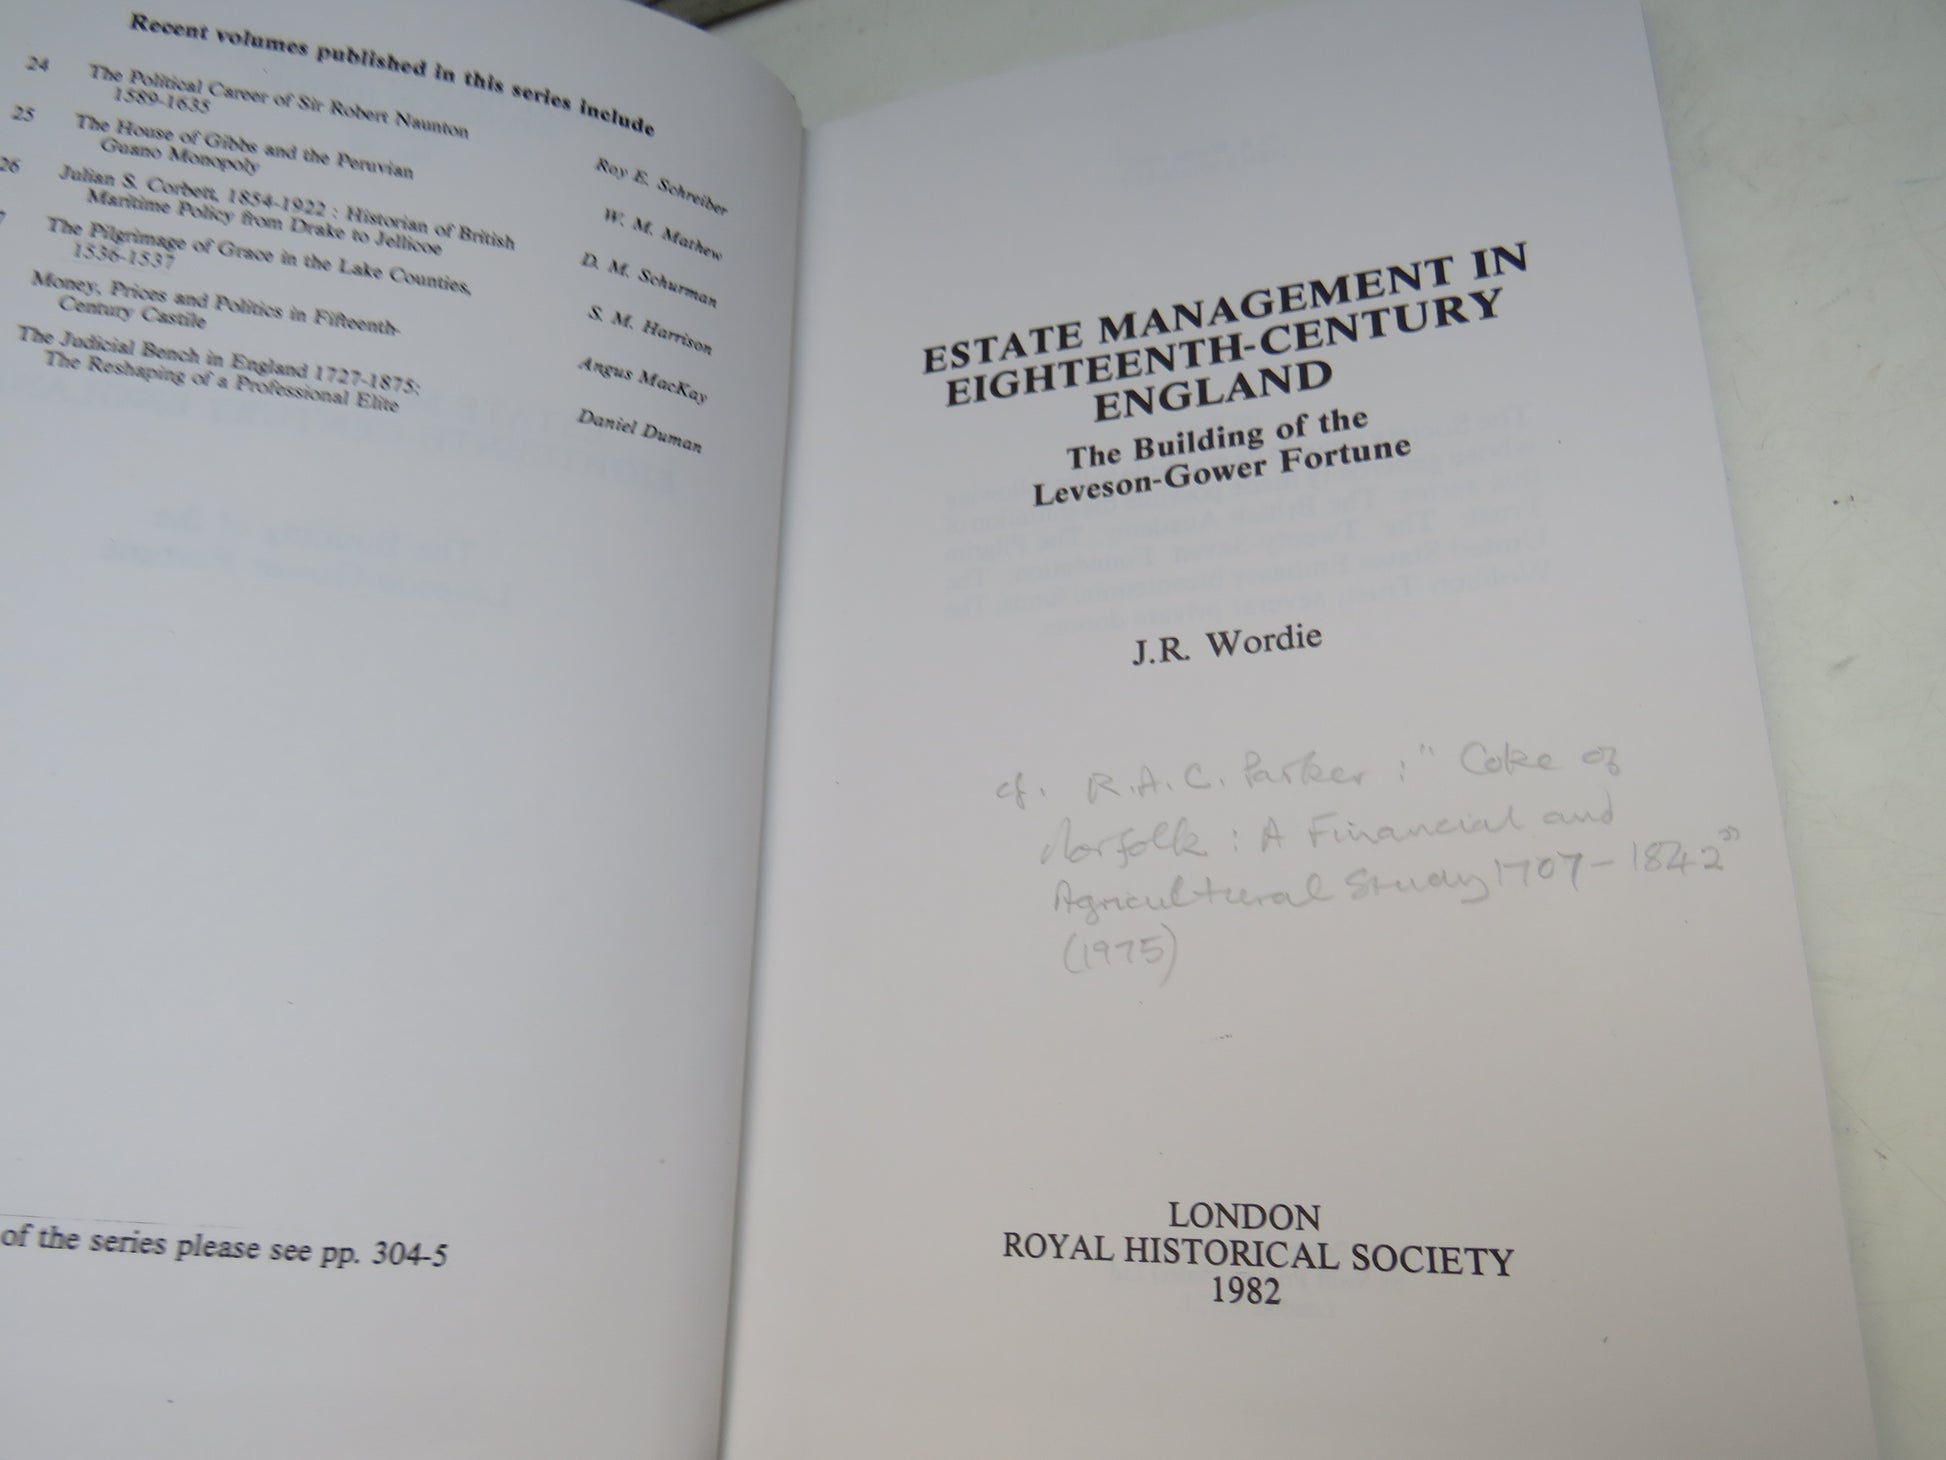 Recent volumes published in this series include
24 The Political Career of Sir Robert Naunton
1589-1635
Roy E. Schreiber
25 The House of Gibbs and the Peruvian
Guano Monopoly
W. M. Mathew
26 Julian S. Corbett, 1854-1922 : Historian of British
Maritime Policy from Drake to Jellicoe
D. M. Schurman
7 The Pilgrimage of Grace in the Lake Counties,
1536-1537
S. M. Harrison
Money, Prices and Politics in Fifteenth-
Century Castile
Angus MacKay
The Judicial Bench in England 1727-1875:
The Reshaping of a Professional Elite
Daniel Duman
of the series please see pp. 304-5
ESTATE MANAGEMENT IN
EIGHTEENTH-CENTURY
ENGLAND
The Building of the
Leveson-Gower Fortune
J.R. Wordie
cf. R.A.C. Parker : "Coke of
Norfolk : A Financial and
Agricultural Study 1707-1842"
(1975)
LONDON
ROYAL HISTORICAL SOCIETY
1982